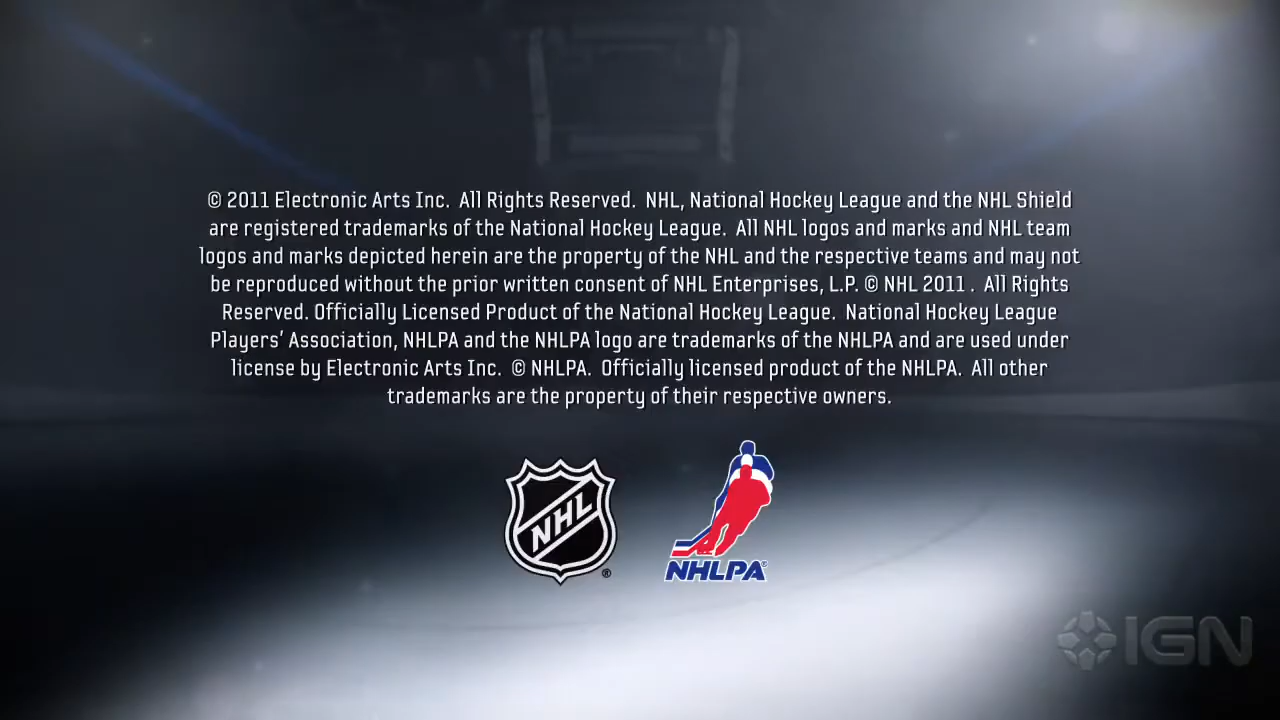 © 2011 Electronic Arts Inc.  All Rights Reserved.  NHL, National Hockey League and the NHL Shield
are registered trademarks of the National Hockey League.  All NHL logos and marks and NHL team
logos and marks depicted herein are the property of the NHL and the respective teams and may not
be reproduced without the prior written consent of NHL Enterprises, L.P. © NHL 2011 .  All Rights
Reserved. Officially Licensed Product of the National Hockey League.  National Hockey League
Players' Association, NHLPA and the NHLPA logo are trademarks of the NHLPA and are used under
license by Electronic Arts Inc.  © NHLPA.  Officially licensed product of the NHLPA.  All other
trademarks are the property of their respective owners.
NHL ®
NHLPA ®
IGN